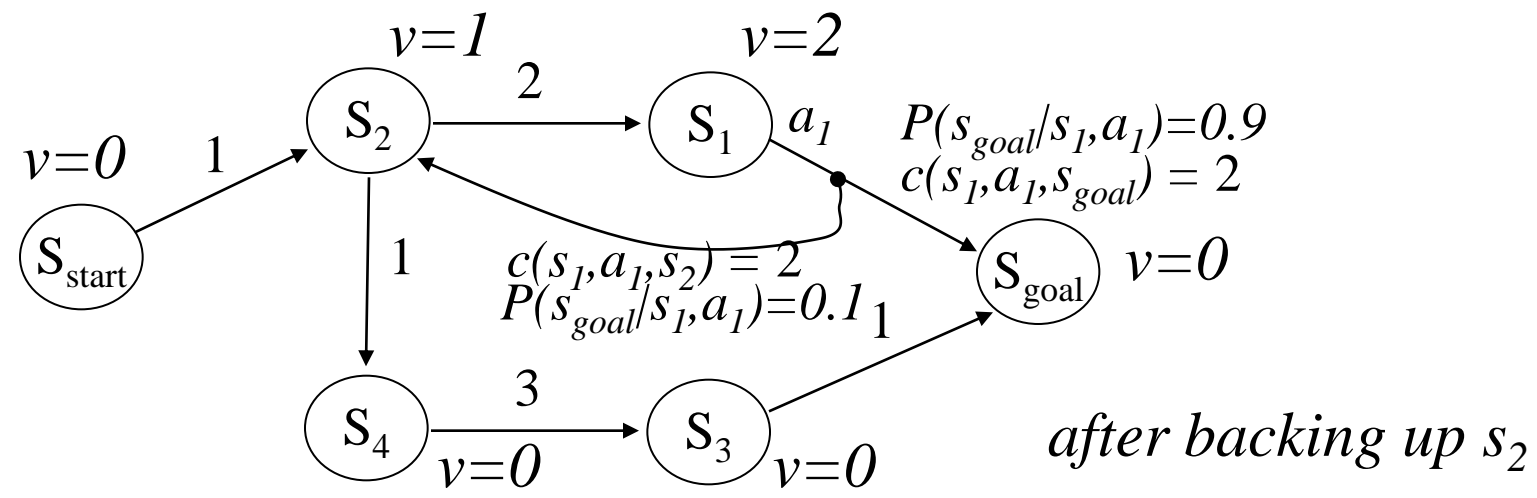 v=1
v=2
2
S2
S1
a1
P(sgoal/s1,a1)=0.9
c(s1,a1,sgoal) = 2
v=0
1
Sstart
1
c(s1,a1,s2) = 2
P(sgoal/s1,a1)=0.1
Sgoal
v=0
1
3
S4
S3
v=0
v=0
after backing up s2